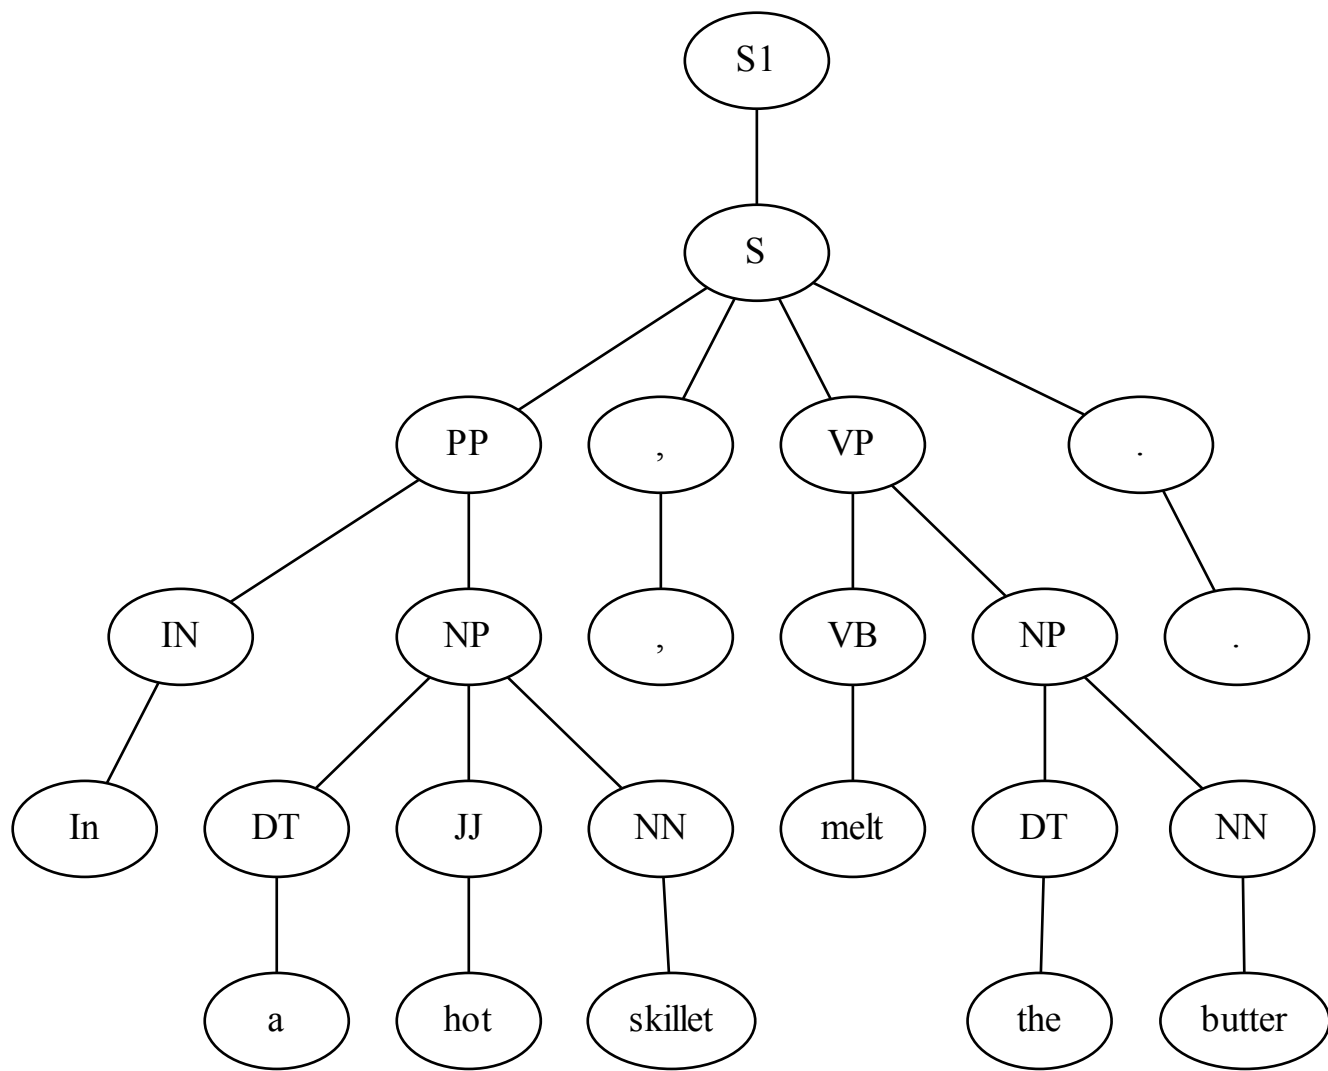 S1
S
PP , VP .
IN NP , VB NP .
In DT JJ NN melt DT NN
a hot skillet the butter